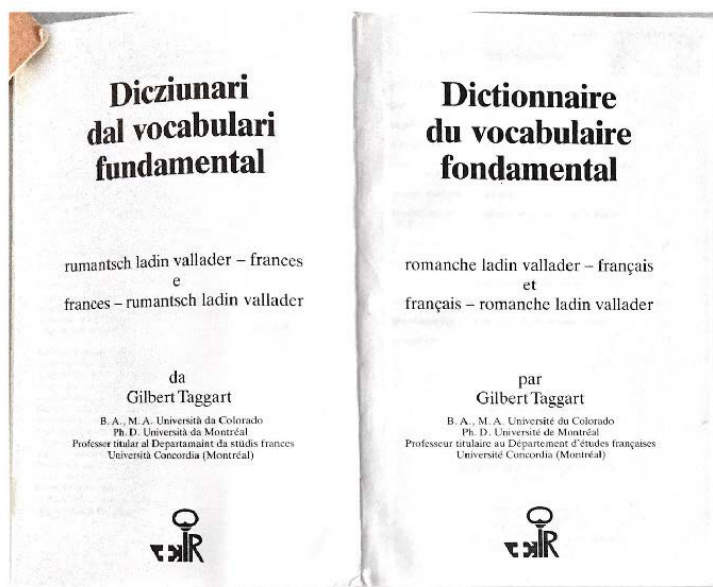 Dicziunari
dal vocabulari
fundamental
rumantsch ladin vallader – frances
e
frances – rumantsch ladin vallader
da
Gilbert Taggart
B. A., M. A. Università da Colorado
Ph. D. Università da Montréal
Professer titular al Departamaint da stüdis frances
Università Concordia (Montréal)
Dictionnaire
du vocabulaire
fondamental
romanche ladin vallader – français
et
français – romanche ladin vallader
par
Gilbert Taggart
B. A., M. A. Université du Colorado
Ph. D. Université de Montréal
Professeur titulaire au Département d'études françaises
Université Concordia (Montréal)